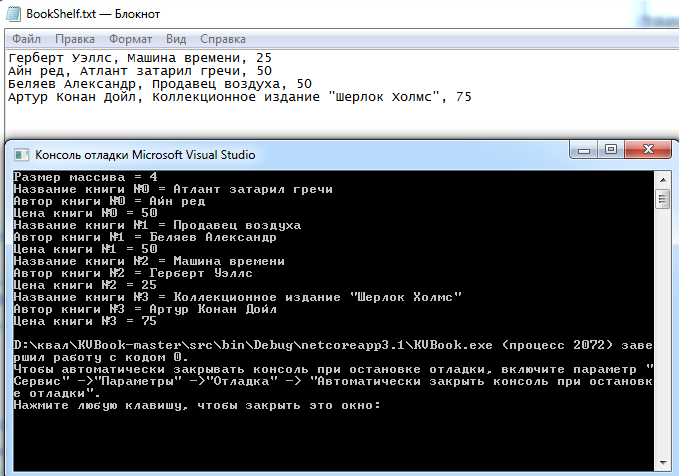 BookShelf.txt — Блокнот
Файл Правка Формат Вид Справка
Герберт Уэллс, Машина времени, 25
Айн ред, Атлант затарил гречи, 50
Беляев Александр, Продавец воздуха, 50
Артур Конан Дойл, Коллекционное издание "Шерлок Холмс", 75
Консоль отладки Microsoft Visual Studio
Размер массива = 4
Название книги №0 = Атлант затарил гречи
Автор книги №0 = Айн ред
Цена книги №0 = 50
Название книги №1 = Продавец воздуха
Автор книги №1 = Беляев Александр
Цена книги №1 = 50
Название книги №2 = Машина времени
Автор книги №2 = Герберт Уэллс
Цена книги №2 = 25
Название книги №3 = Коллекционное издание "Шерлок Холмс"
Автор книги №3 = Артур Конан Дойл
Цена книги №3 = 75
D:\квал\KVBook-master\src\bin\Debug\netcoreapp3.1\KVBook.exe (процесс 2072) заве
ршил работу с кодом 0.
Чтобы автоматически закрывать консоль при остановке отладки, включите параметр "
Сервис" ->"Параметры" ->"Отладка" -> "Автоматически закрыть консоль при остановк
е отладки".
Нажмите любую клавишу, чтобы закрыть это окно: